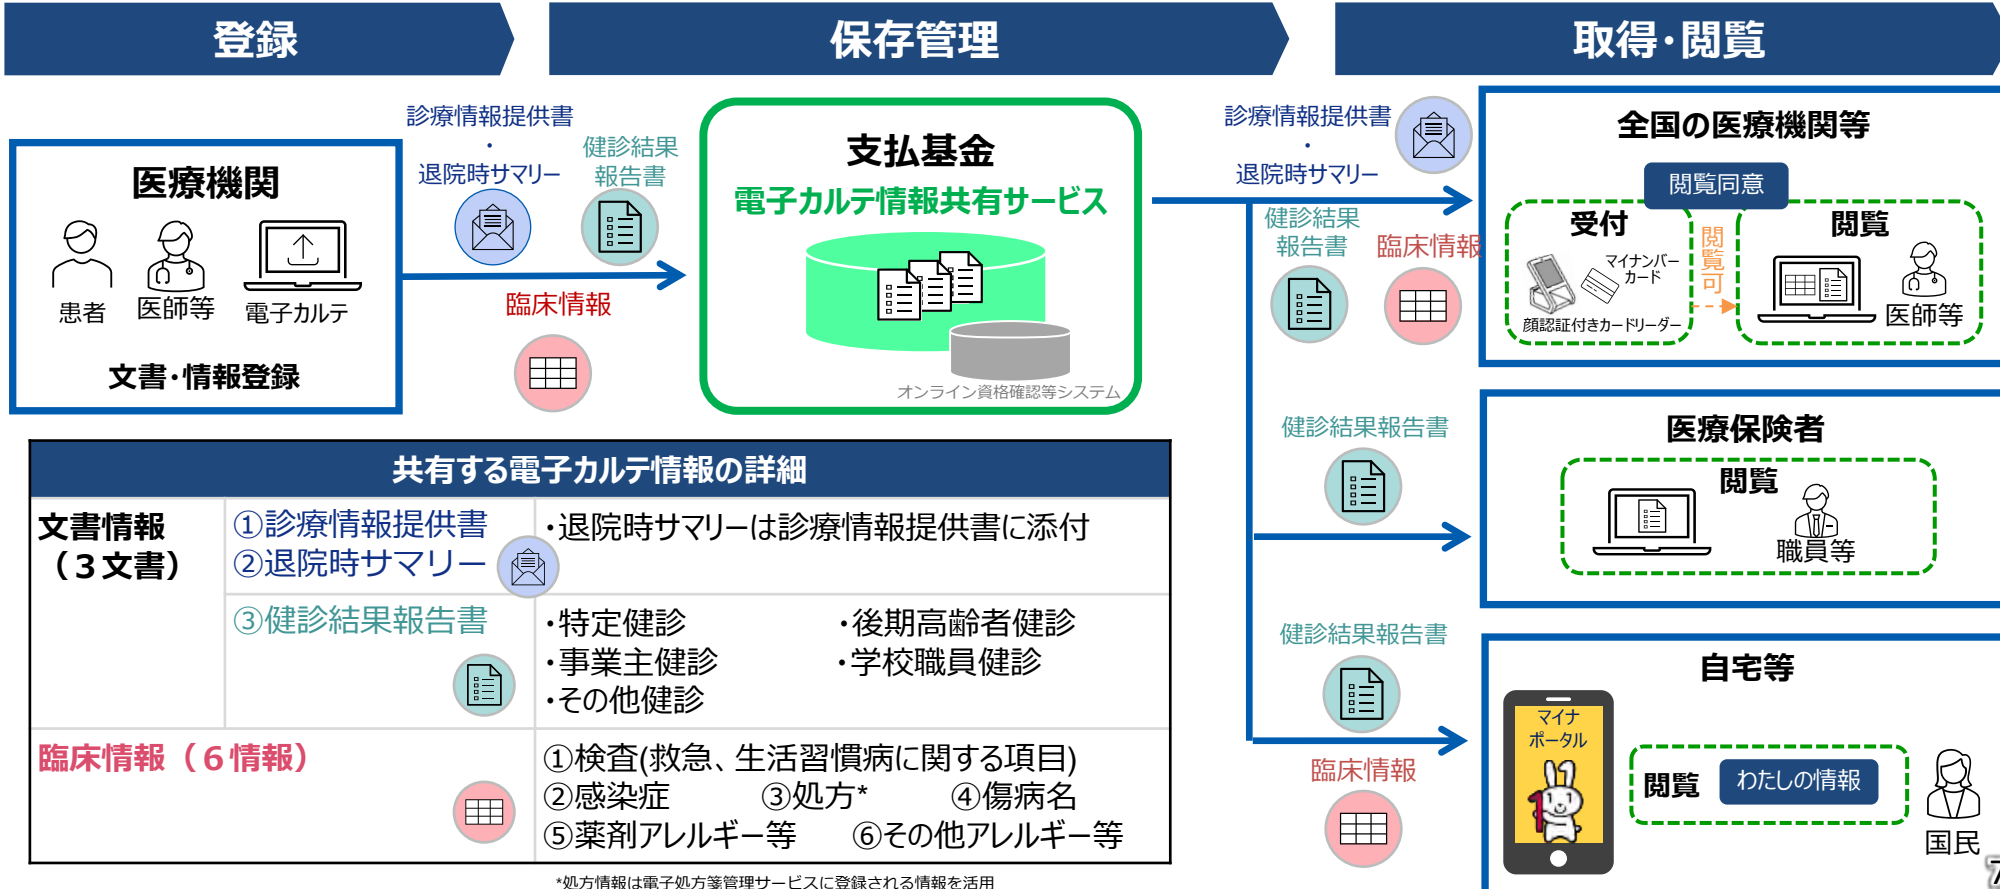 登録
保存管理
取得・閲覧
医療機関
患者
医師等
電子カルテ
文書・情報登録
診療情報提供書
・
退院時サマリー
健診結果
報告書
臨床情報
支払基金
電子カルテ情報共有サービス
オンライン資格確認等システム
診療情報提供書
・
退院時サマリー
健診結果
報告書
臨床情報
全国の医療機関等
閲覧同意
受付
マイナンバー
カード
顔認証付きカードリーダー
閲覧可
閲覧
医師等
健診結果報告書
医療保険者
閲覧
職員等
健診結果報告書
臨床情報
自宅等
マイナ
ポータル
1
閲覧
わたしの情報
国民
共有する電子カルテ情報の詳細
文書情報
（３文書）
①診療情報提供書
②退院時サマリー
・退院時サマリーは診療情報提供書に添付
③健診結果報告書
・特定健診 ・後期高齢者健診
・事業主健診 ・学校職員健診
・その他健診
臨床情報（６情報）
①検査(救急、生活習慣病に関する項目)
②感染症 ③処方* ④傷病名
⑤薬剤アレルギー等 ⑥その他アレルギー等
*処方情報は電子処方箋管理サービスに登録される情報を活用
7